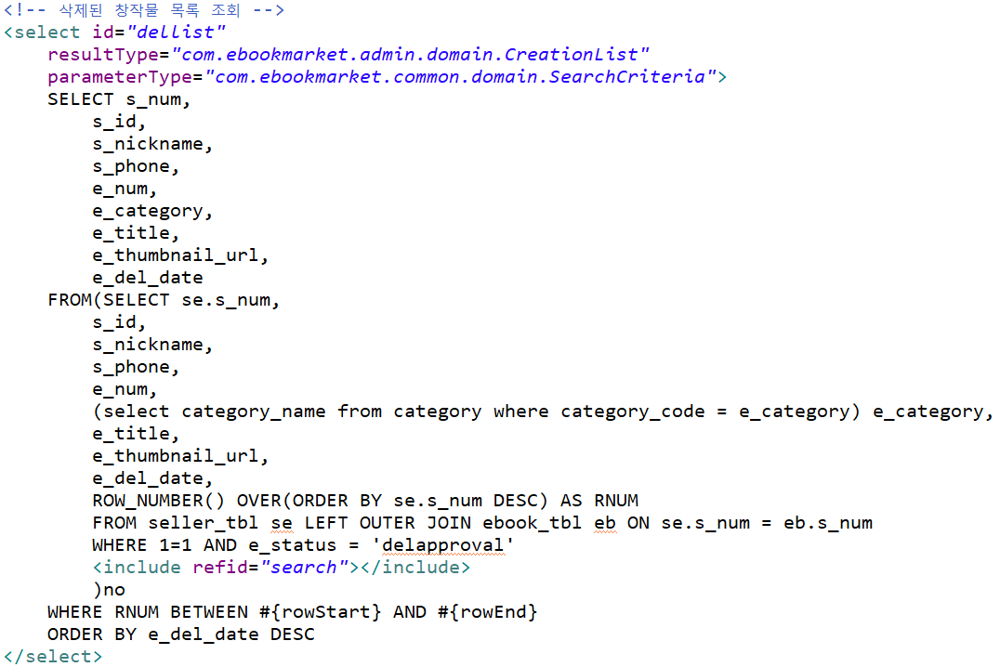 <!-- 삭제된 창작물 목록 조회 -->
<select id="dellist"
    resultType="com.ebookmarket.admin.domain.CreationList"
    parameterType="com.ebookmarket.common.domain.SearchCriteria">
    SELECT s_num,
        s_id,
        s_nickname,
        s_phone,
        e_num,
        e_category,
        e_title,
        e_thumbnail_url,
        e_del_date
    FROM(SELECT se.s_num,
        s_id,
        s_nickname,
        s_phone,
        e_num,
        (select category_name from category where category_code = e_category) e_category,
        e_title,
        e_thumbnail_url,
        e_del_date,
        ROW_NUMBER() OVER(ORDER BY se.s_num DESC) AS RNUM
        FROM seller_tbl se LEFT OUTER JOIN ebook_tbl eb ON se.s_num = eb.s_num
        WHERE 1=1 AND e_status = 'delapproval'
        <include refid="search"></include>
        )no
    WHERE RNUM BETWEEN #{rowStart} AND #{rowEnd}
    ORDER BY e_del_date DESC
</select>